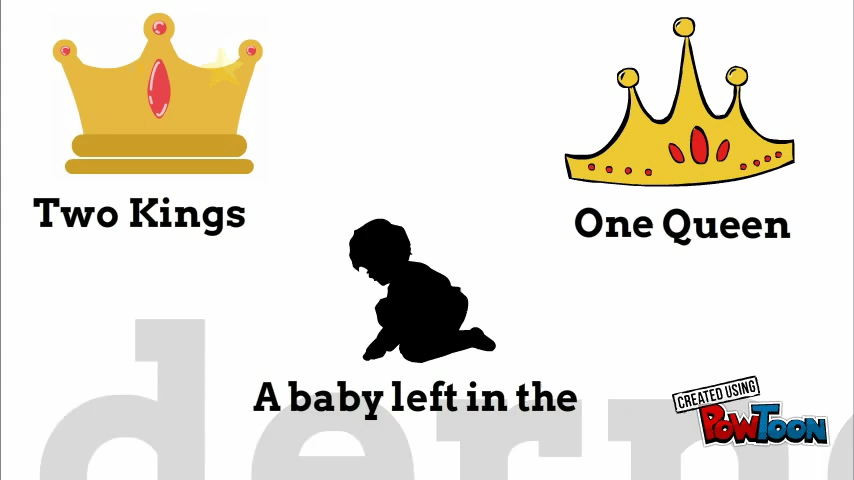 Two Kings
One Queen
A baby left in the
CREATED USING
POWTOON